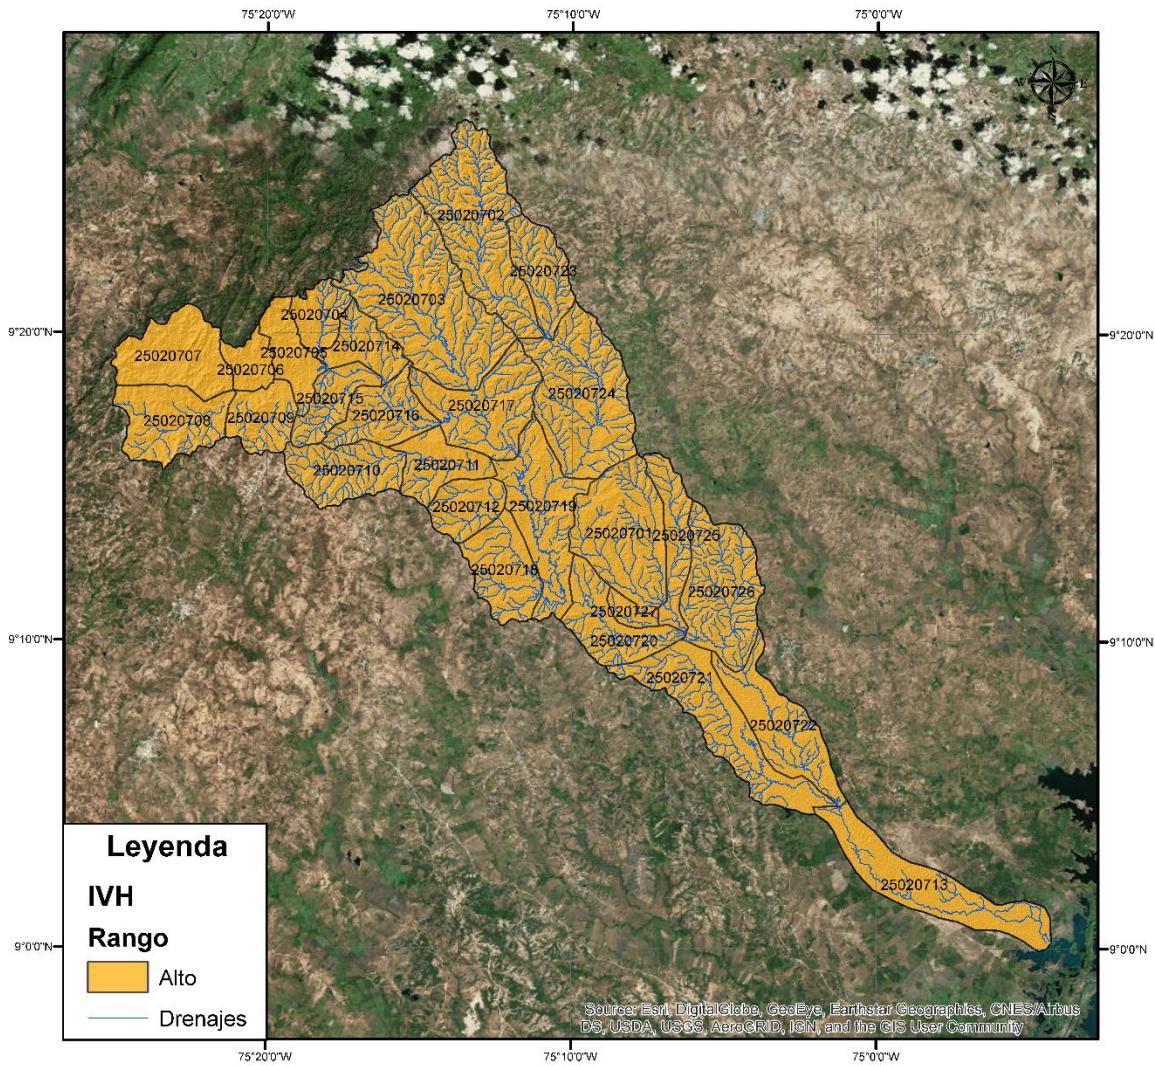 75°20'0"W
75°10'0"W
75°0'0"W
N
W
E
S
25020702
25020723
25020703
25020704
9°20'0"N
9°20'0"N
25020714
25020705
25020707
25020706
25020724
25020715
25020717
25020716
25020708
25020709
25020711
25020710
25020712
25020719
25020701
25020725
25020718
25020726
25020727
9°10'0"N
9°10'0"N
25020720
25020721
25020722
Leyenda
IVH
Rango
Alto
Drenajes
25020713
9°0'0"N
9°0'0"N
Source: Esri, DigitalGlobe, GeoEye, Earthstar Geographics, CNES/Airbus
DS, USDA, USGS, AeroGRID, IGN, and the GIS User Community
75°20'0"W
75°10'0"W
75°0'0"W